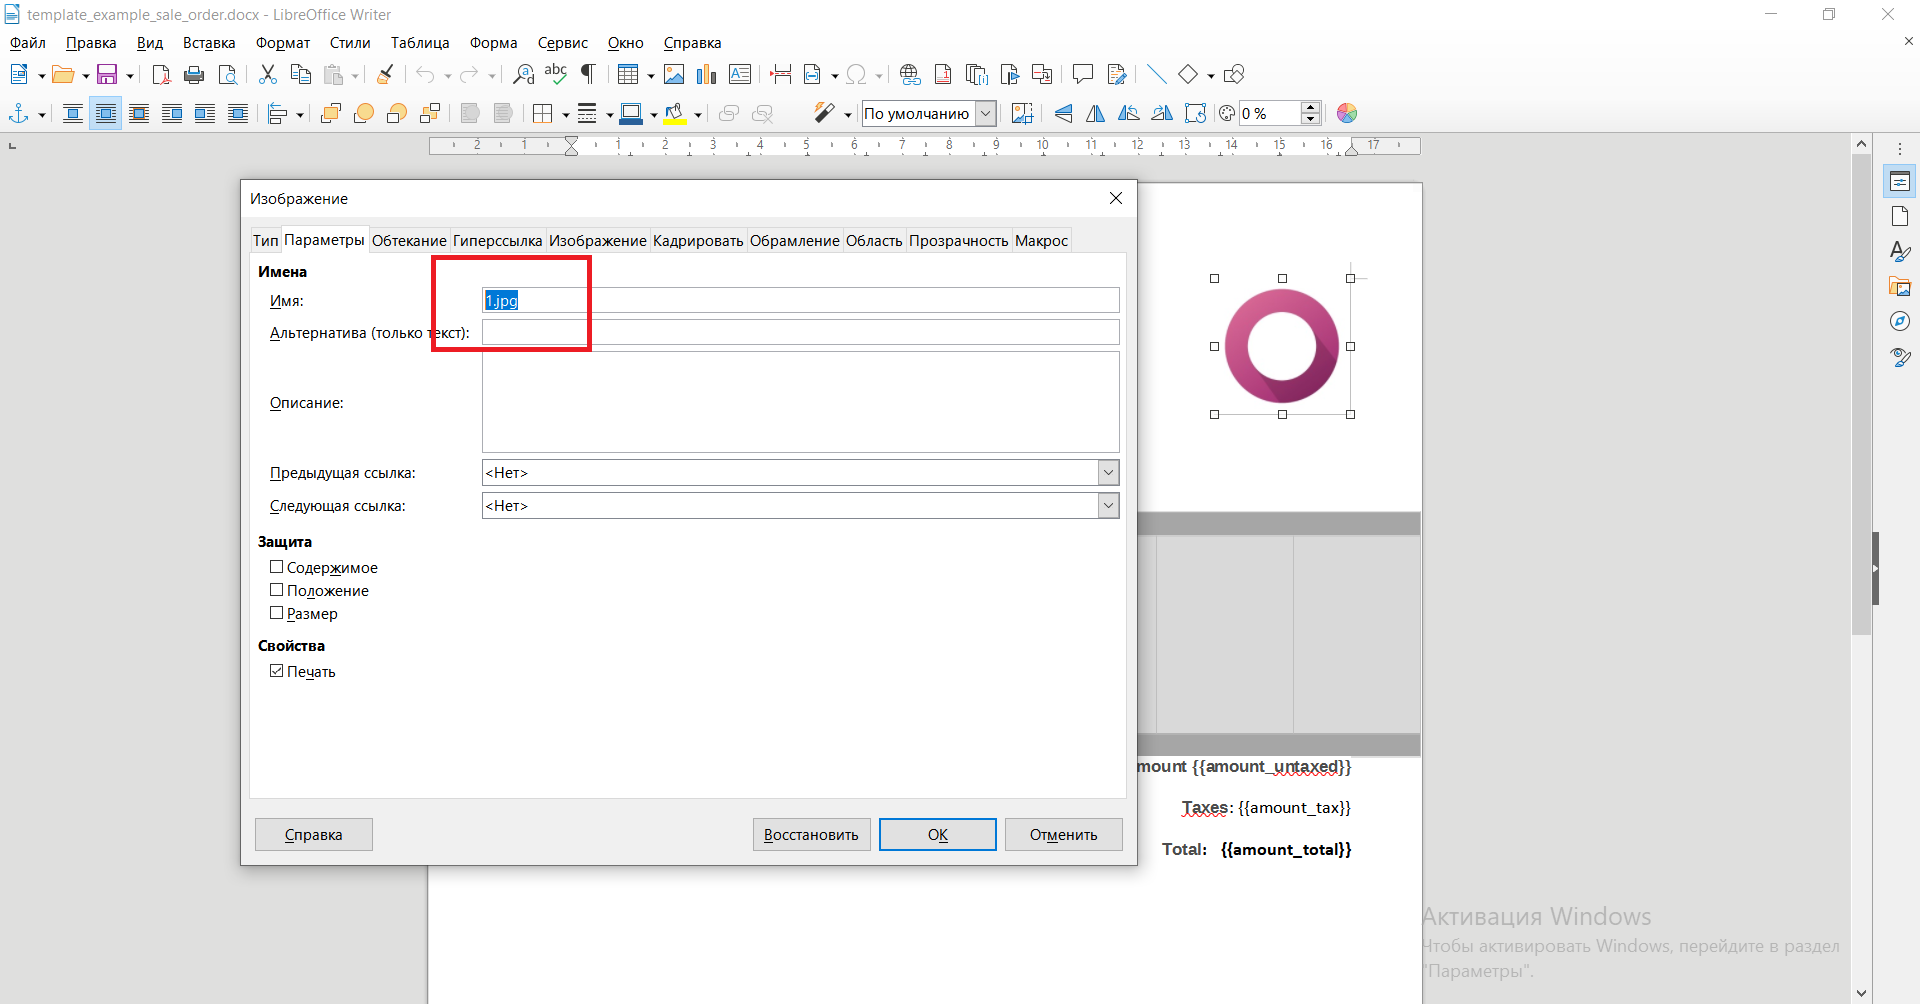 template_example_sale_order.docx - LibreOffice Writer
Файл Правка Вид Вставка Формат Стили Таблица Форма Сервис Окно Справка
По умолчанию 0 %
2 1 1 2 3 4 5 6 7 8 9 10 11 12 13 14 15 16 17
Изображение
Тип Параметры Обтекание Гиперссылка Изображение Кадрировать Обрамление Область Прозрачность Макрос
Имена
Имя: 1.jpg
Альтернатива (только текст):
Описание:
Предыдущая ссылка: <Нет>
Следующая ссылка: <Нет>
Защита
Содержимое
Положение
Размер
Свойства
Печать
Справка Восстановить OK Отменить
mount {{amount_untaxed}}
Taxes: {{amount_tax}}
Total: {{amount_total}}
Активация Windows
Чтобы активировать Windows, перейдите в раздел
"Параметры".